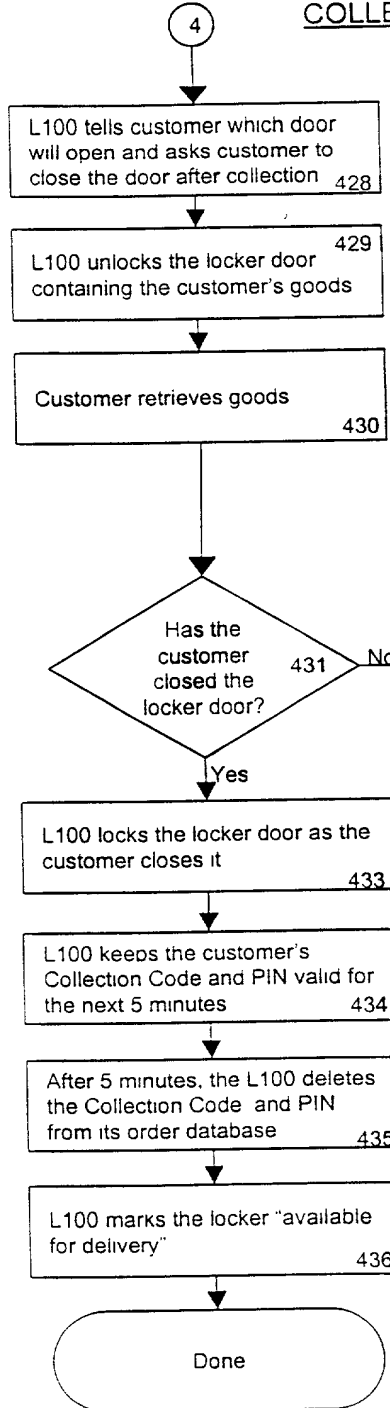 4
COLLE
L100 tells customer which door
will open and asks customer to
close the door after collection 428
429
L100 unlocks the locker door
containing the customer's goods
Customer retrieves goods
430
Has the
customer
closed the
locker door?
431
No
Yes
L100 locks the locker door as the
customer closes it
433
L100 keeps the customer's
Collection Code and PIN valid for
the next 5 minutes 434
After 5 minutes, the L100 deletes
the Collection Code and PIN
from its order database 435
L100 marks the locker "available
for delivery"
436
Done